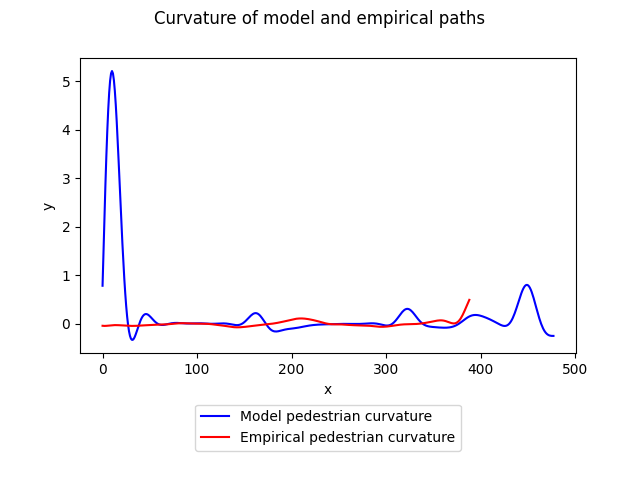 Curvature of model and empirical paths
5
4
3
2
1
0
y
0 100 200 300 400 500
x
Model pedestrian curvature
Empirical pedestrian curvature